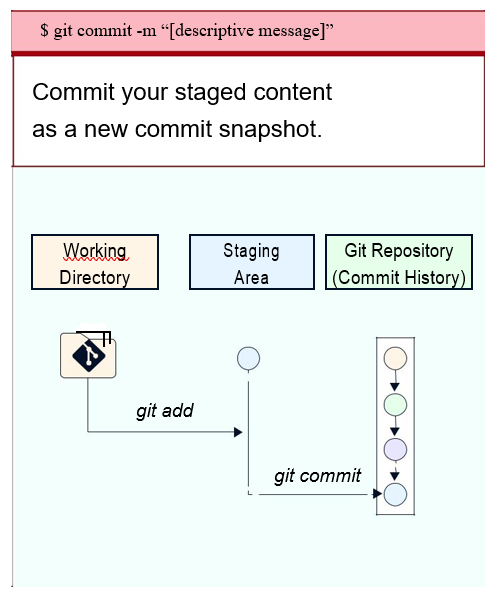 $ git commit -m “[descriptive message]”
Commit your staged content
as a new commit snapshot.
Working
Directory
Staging
Area
Git Repository
(Commit History)
git add
git commit